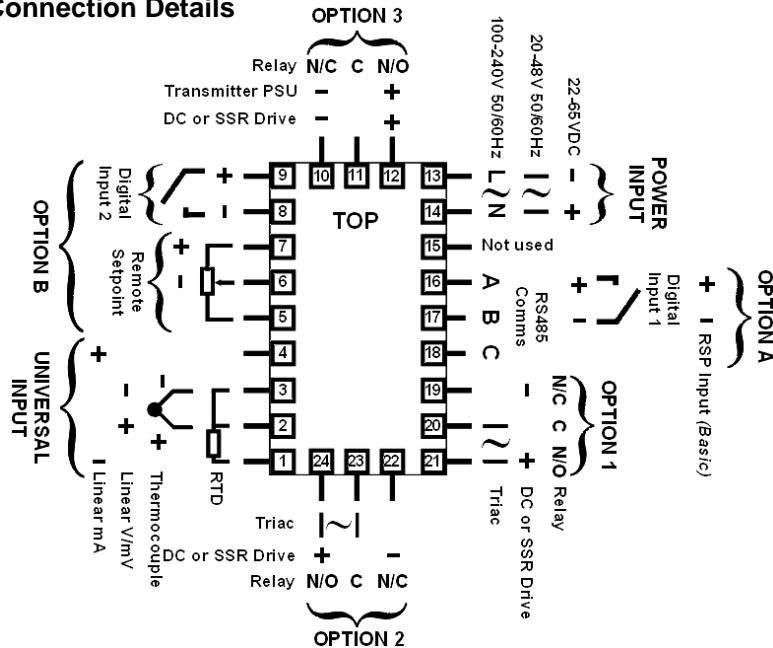 Connection Details
OPTION 3
Relay N/C C N/O
Transmitter PSU - +
DC or SSR Drive - +
9
8
7
6
5
4
3
2
1
10 11 12
TOP
13
14
15
16
17
18
19
20
21
24 23 22
Digital
Input 2
+
-
OPTION B
Remote
Setpoint
+
-
UNIVERSAL
INPUT
+
-
+
-
-
+
RTD
Thermocouple
Linear V/mV
Linear mA
100-240V 50/60Hz
L
~
N
20-48V 50/60Hz
~
22-65VDC
-
+
POWER
INPUT
Not used
A
B
C
RS485
Comms
+
-
Digital
Input 1
+
-
RSP Input (Basic)
OPTION A
OPTION 1
N/C C N/O Relay
- + DC or SSR Drive
~ Triac
Triac ~
DC or SSR Drive + -
Relay N/O C N/C
OPTION 2